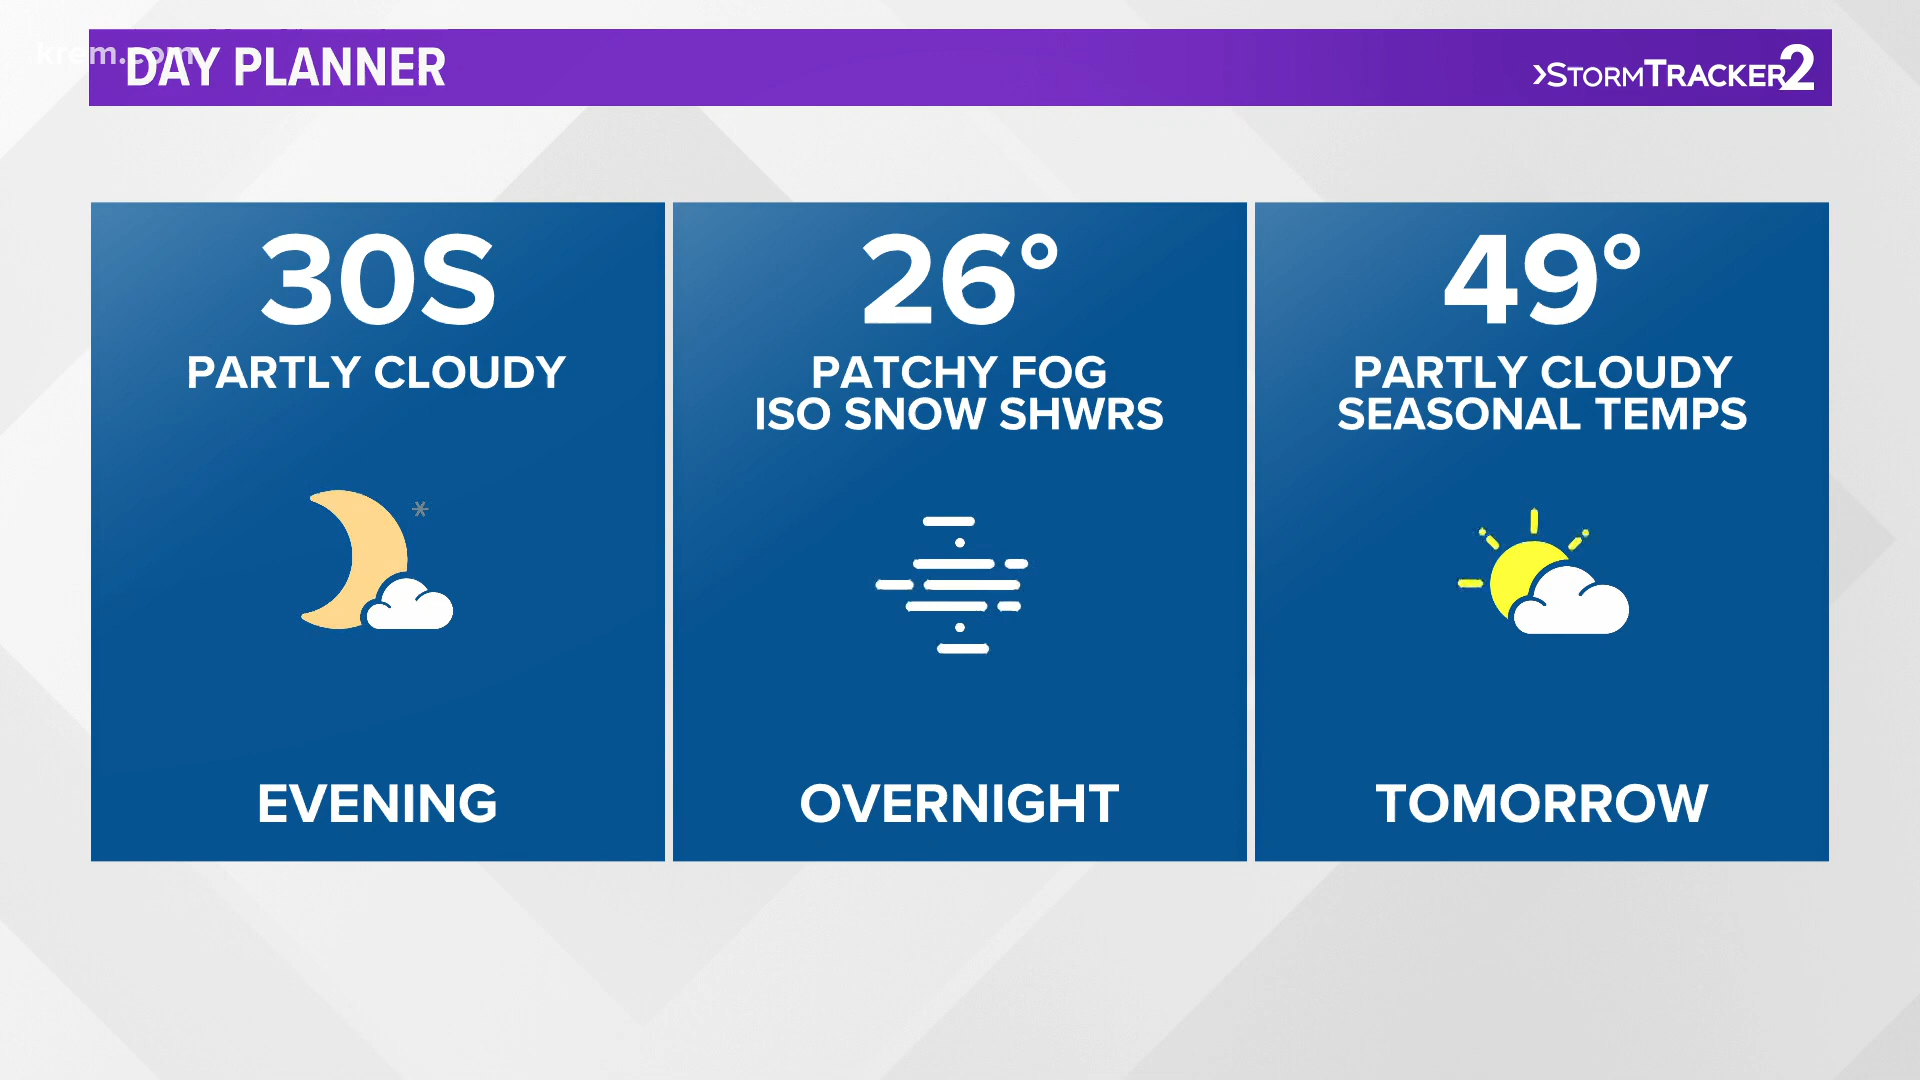 krem.com
DAY PLANNER
STORMTRACKER2
30S
PARTLY CLOUDY
EVENING
26°
PATCHY FOG
ISO SNOW SHWRS
OVERNIGHT
49°
PARTLY CLOUDY
SEASONAL TEMPS
TOMORROW